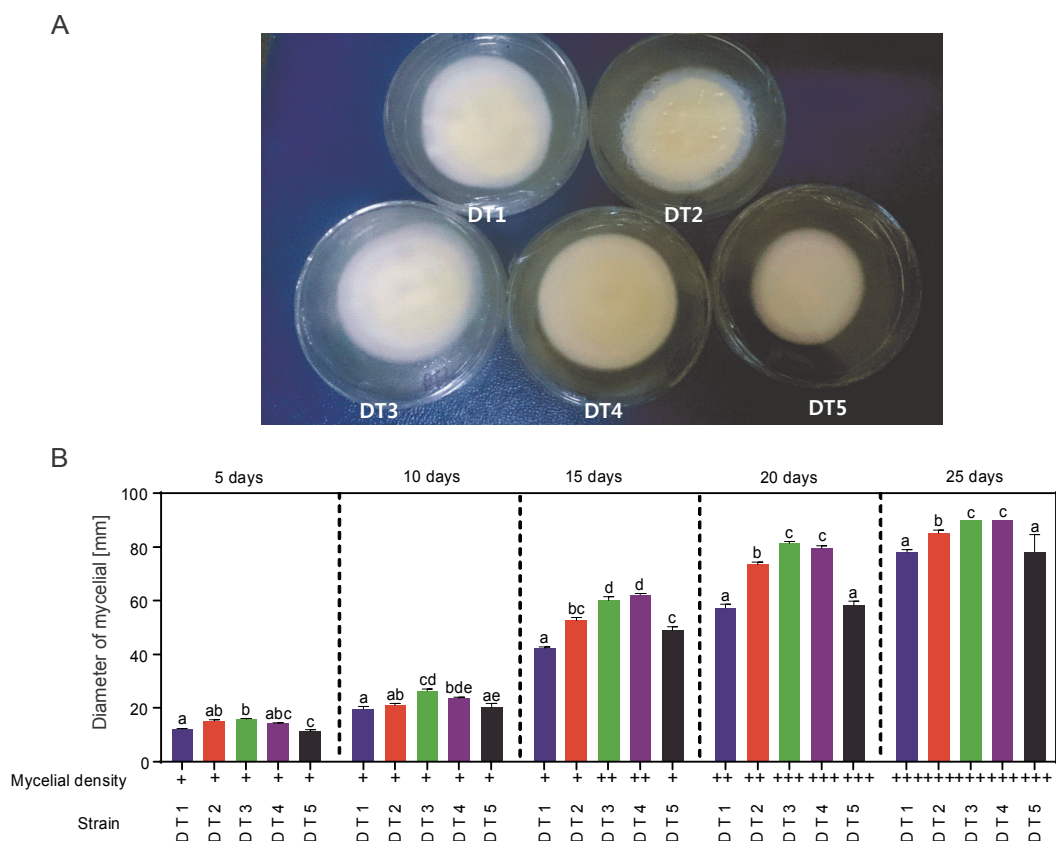 A
DT1 DT2
DT3 DT4 DT5
B
5 days 10 days 15 days 20 days 25 days
Diameter of mycelial [mm]
100
80
60
40
20
0
a ab b abc c
a ab cd bde ae
a bc d d c
a b c c a
a b c c a
Mycelial density + + + + + + + + + + + + ++ ++ + ++ ++ +++ +++ +++ +++ +++ +++ +++ +++
Strain DT1 DT2 DT3 DT4 DT5 DT1 DT2 DT3 DT4 DT5 DT1 DT2 DT3 DT4 DT5 DT1 DT2 DT3 DT4 DT5 DT1 DT2 DT3 DT4 DT5